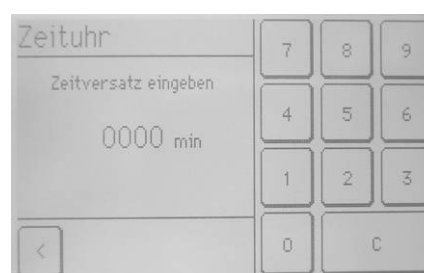 Zeituhr
Zeitversatz eingeben
0000 min
<
7 8 9
4 5 6
1 2 3
0 C